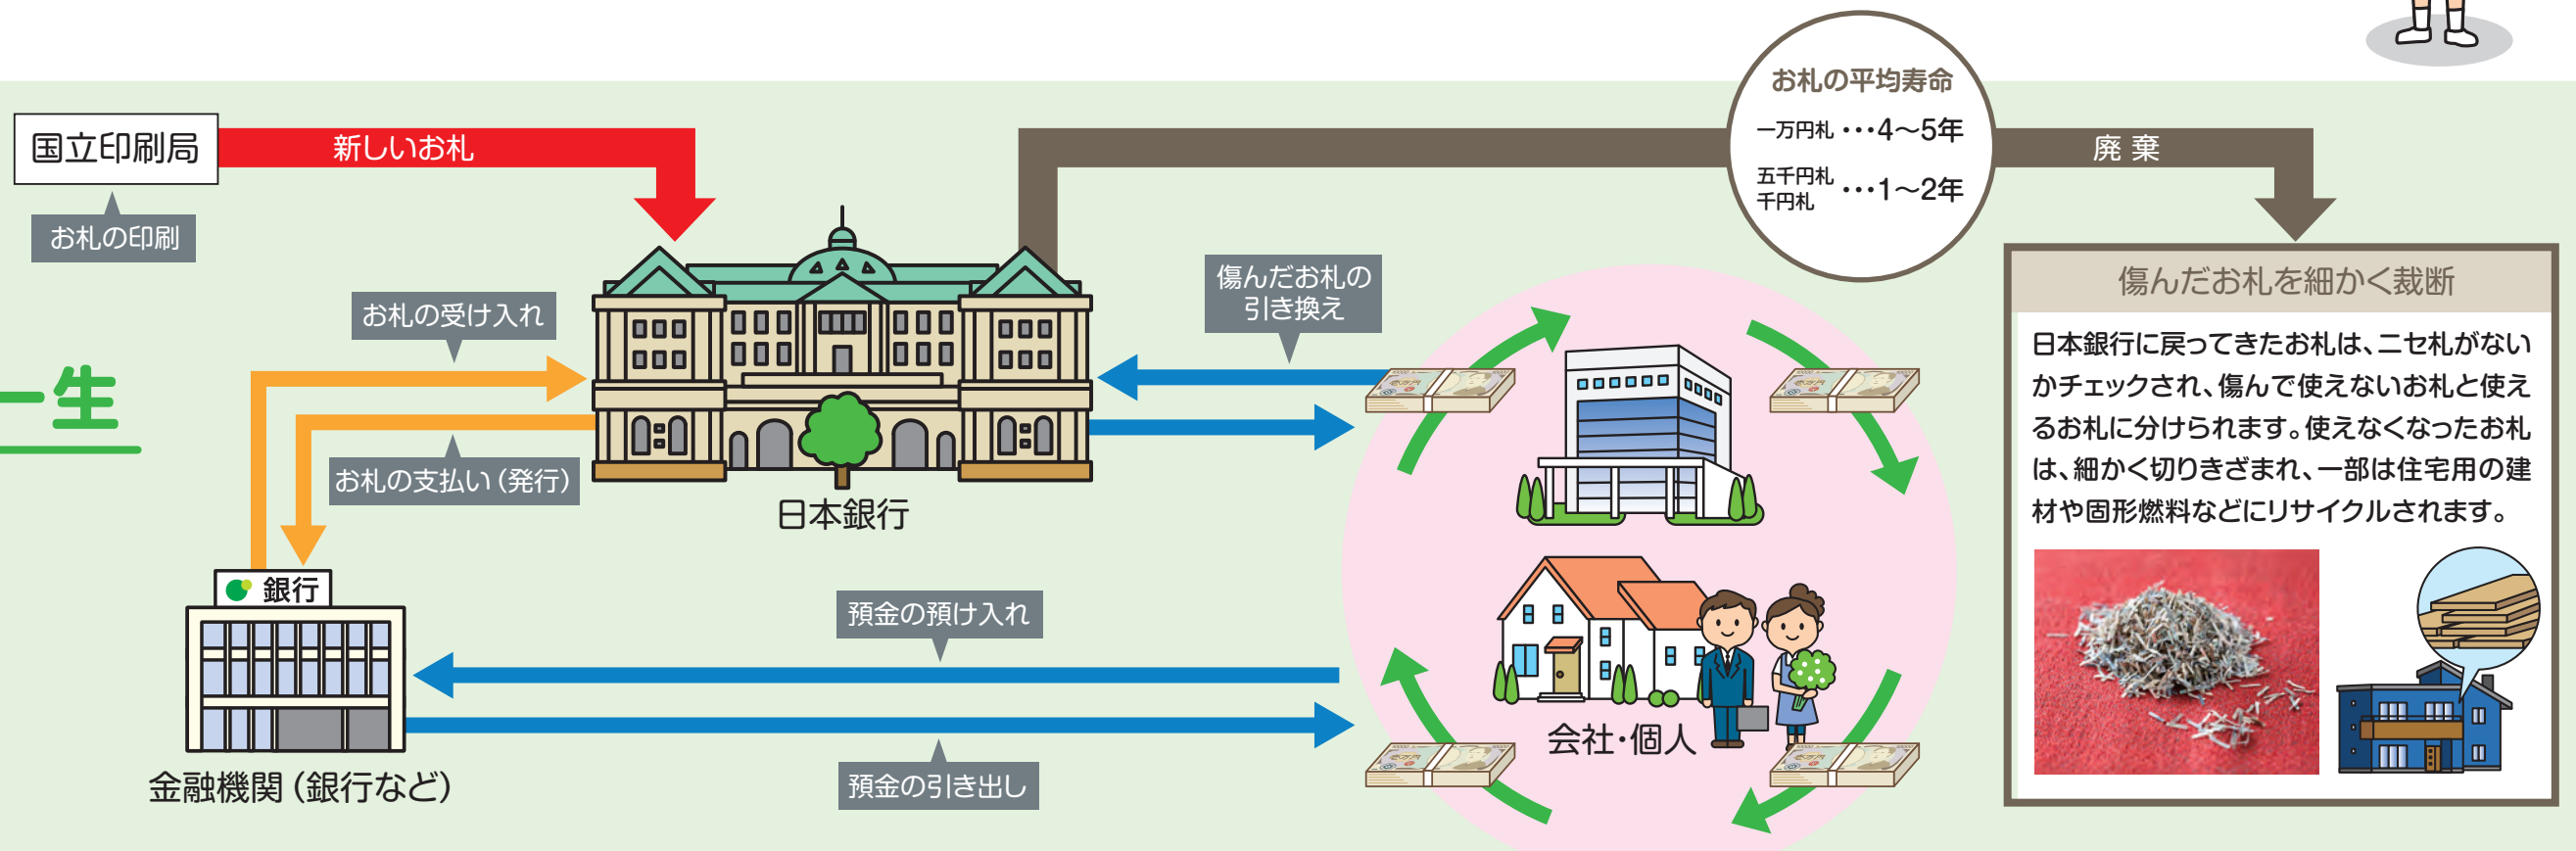 一生
国立印刷局
お札の印刷
新しいお札
お札の受け入れ
お札の支払い（発行）
日本銀行
銀行
金融機関（銀行など）
傷んだお札の
引き換え
預金の預け入れ
預金の引き出し
会社・個人
お札の平均寿命
一万円札 ・・・4～5年
五千円札
千円札 ・・・1～2年
廃棄
傷んだお札を細かく裁断
日本銀行に戻ってきたお札は、ニセ札がない
かチェックされ、傷んで使えないお札と使え
るお札に分けられます。使えなくなったお札
は、細かく切りきざまれ、一部は住宅用の建
材や固形燃料などにリサイクルされます。